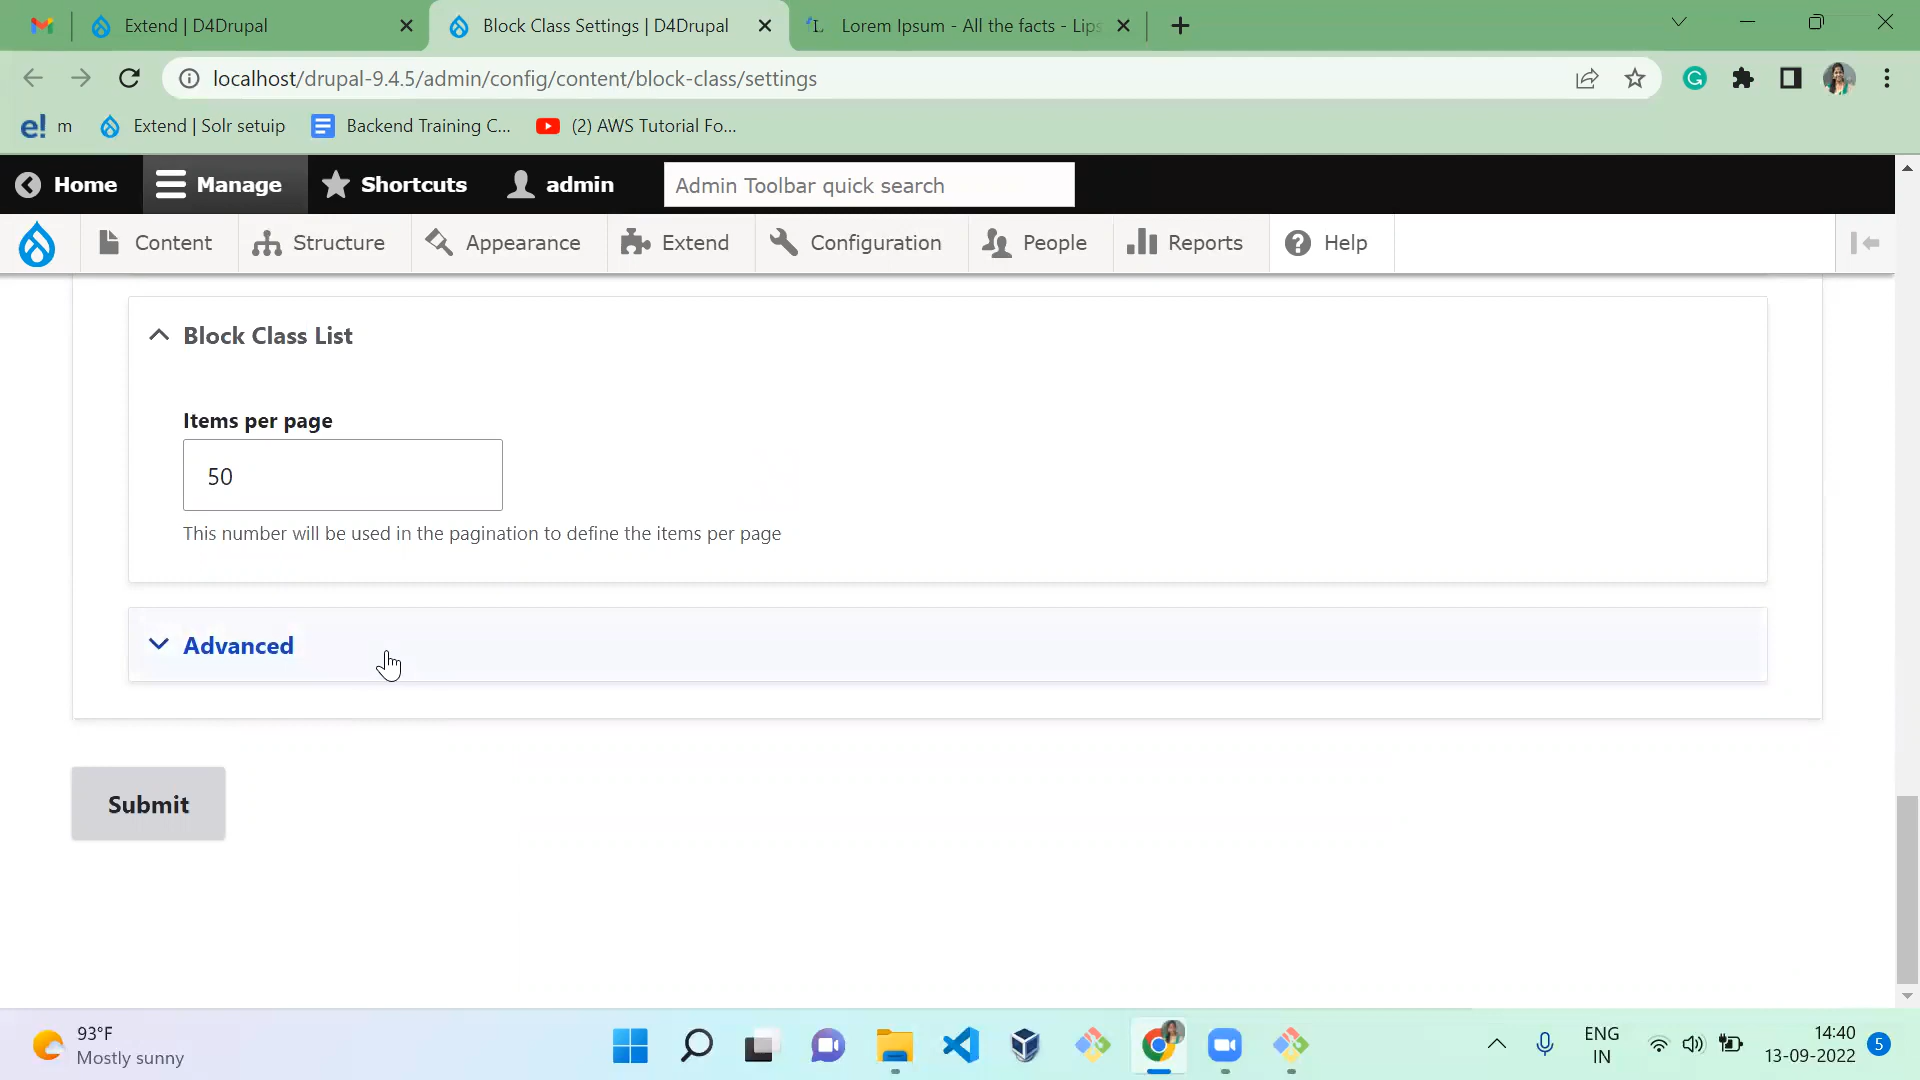 Extend | D4Drupal
Block Class Settings | D4Drupal
Lorem Ipsum - All the facts - Lips
localhost/drupal-9.4.5/admin/config/content/block-class/settings
e! m
Extend | Solr setuip
Backend Training C...
(2) AWS Tutorial Fo...
Home
Manage
Shortcuts
admin
Admin Toolbar quick search
Content
Structure
Appearance
Extend
Configuration
People
Reports
Help
Block Class List
Items per page
50
This number will be used in the pagination to define the items per page
Advanced
Submit
93°F
Mostly sunny
ENG
IN
14:40
13-09-2022
5